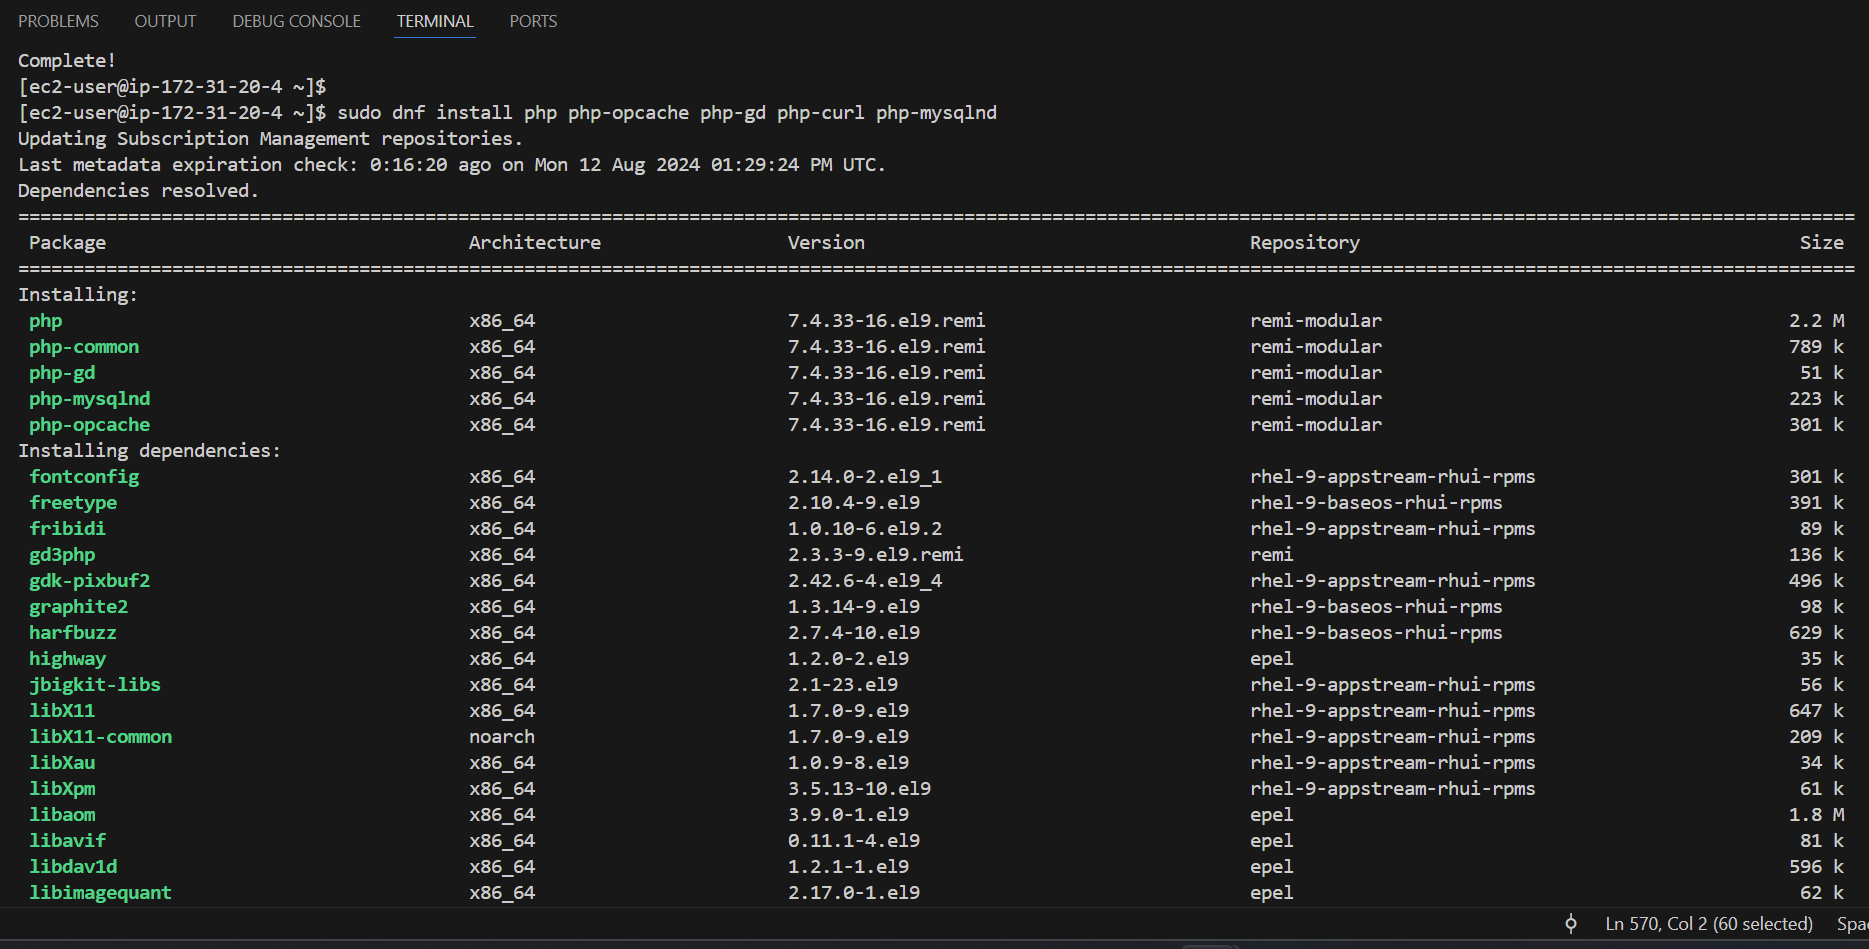 PROBLEMS OUTPUT DEBUG CONSOLE TERMINAL PORTS
Complete!
[ec2-user@ip-172-31-20-4 ~]$
[ec2-user@ip-172-31-20-4 ~]$ sudo dnf install php php-opcache php-gd php-curl php-mysqlnd
Updating Subscription Management repositories.
Last metadata expiration check: 0:16:20 ago on Mon 12 Aug 2024 01:29:24 PM UTC.
Dependencies resolved.
Package Architecture Version Repository Size
Installing:
php x86_64 7.4.33-16.el9.remi remi-modular 2.2 M
php-common x86_64 7.4.33-16.el9.remi remi-modular 789 k
php-gd x86_64 7.4.33-16.el9.remi remi-modular 51 k
php-mysqlnd x86_64 7.4.33-16.el9.remi remi-modular 223 k
php-opcache x86_64 7.4.33-16.el9.remi remi-modular 301 k
Installing dependencies:
fontconfig x86_64 2.14.0-2.el9_1 rhel-9-appstream-rhui-rpms 301 k
freetype x86_64 2.10.4-9.el9 rhel-9-baseos-rhui-rpms 391 k
fribidi x86_64 1.0.10-6.el9.2 rhel-9-appstream-rhui-rpms 89 k
gd3php x86_64 2.3.3-9.el9.remi remi 136 k
gdk-pixbuf2 x86_64 2.42.6-4.el9_4 rhel-9-appstream-rhui-rpms 496 k
graphite2 x86_64 1.3.14-9.el9 rhel-9-baseos-rhui-rpms 98 k
harfbuzz x86_64 2.7.4-10.el9 rhel-9-baseos-rhui-rpms 629 k
highway x86_64 1.2.0-2.el9 epel 35 k
jbigkit-libs x86_64 2.1-23.el9 rhel-9-appstream-rhui-rpms 56 k
libX11 x86_64 1.7.0-9.el9 rhel-9-appstream-rhui-rpms 647 k
libX11-common noarch 1.7.0-9.el9 rhel-9-appstream-rhui-rpms 209 k
libXau x86_64 1.0.9-8.el9 rhel-9-appstream-rhui-rpms 34 k
libXpm x86_64 3.5.13-10.el9 rhel-9-appstream-rhui-rpms 61 k
libaom x86_64 3.9.0-1.el9 epel 1.8 M
libavif x86_64 0.11.1-4.el9 epel 81 k
libdav1d x86_64 1.2.1-1.el9 epel 596 k
libimagequant x86_64 2.17.0-1.el9 epel 62 k
Ln 570, Col 2 (60 selected)